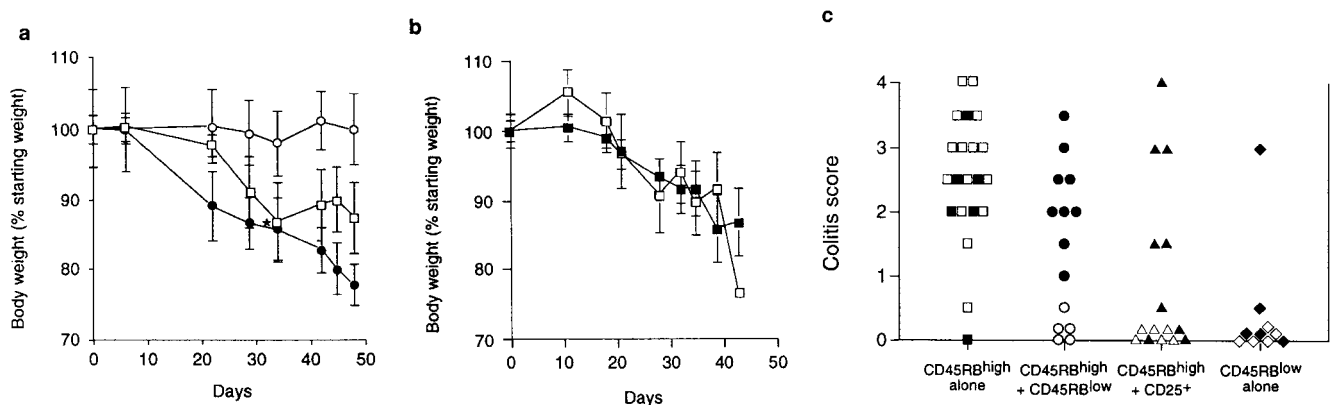 a
110
100
90
80
70
Body weight (% starting weight)
0 10 20 30 40 50
Days
b
110
100
90
80
70
Body weight (% starting weight)
0 10 20 30 40 50
Days
c
4
3
2
1
0
Colitis score
CD45RBhigh
alone
CD45RBhigh
+ CD45RBlow
CD45RBhigh
+ CD25+
CD45RBlow
alone